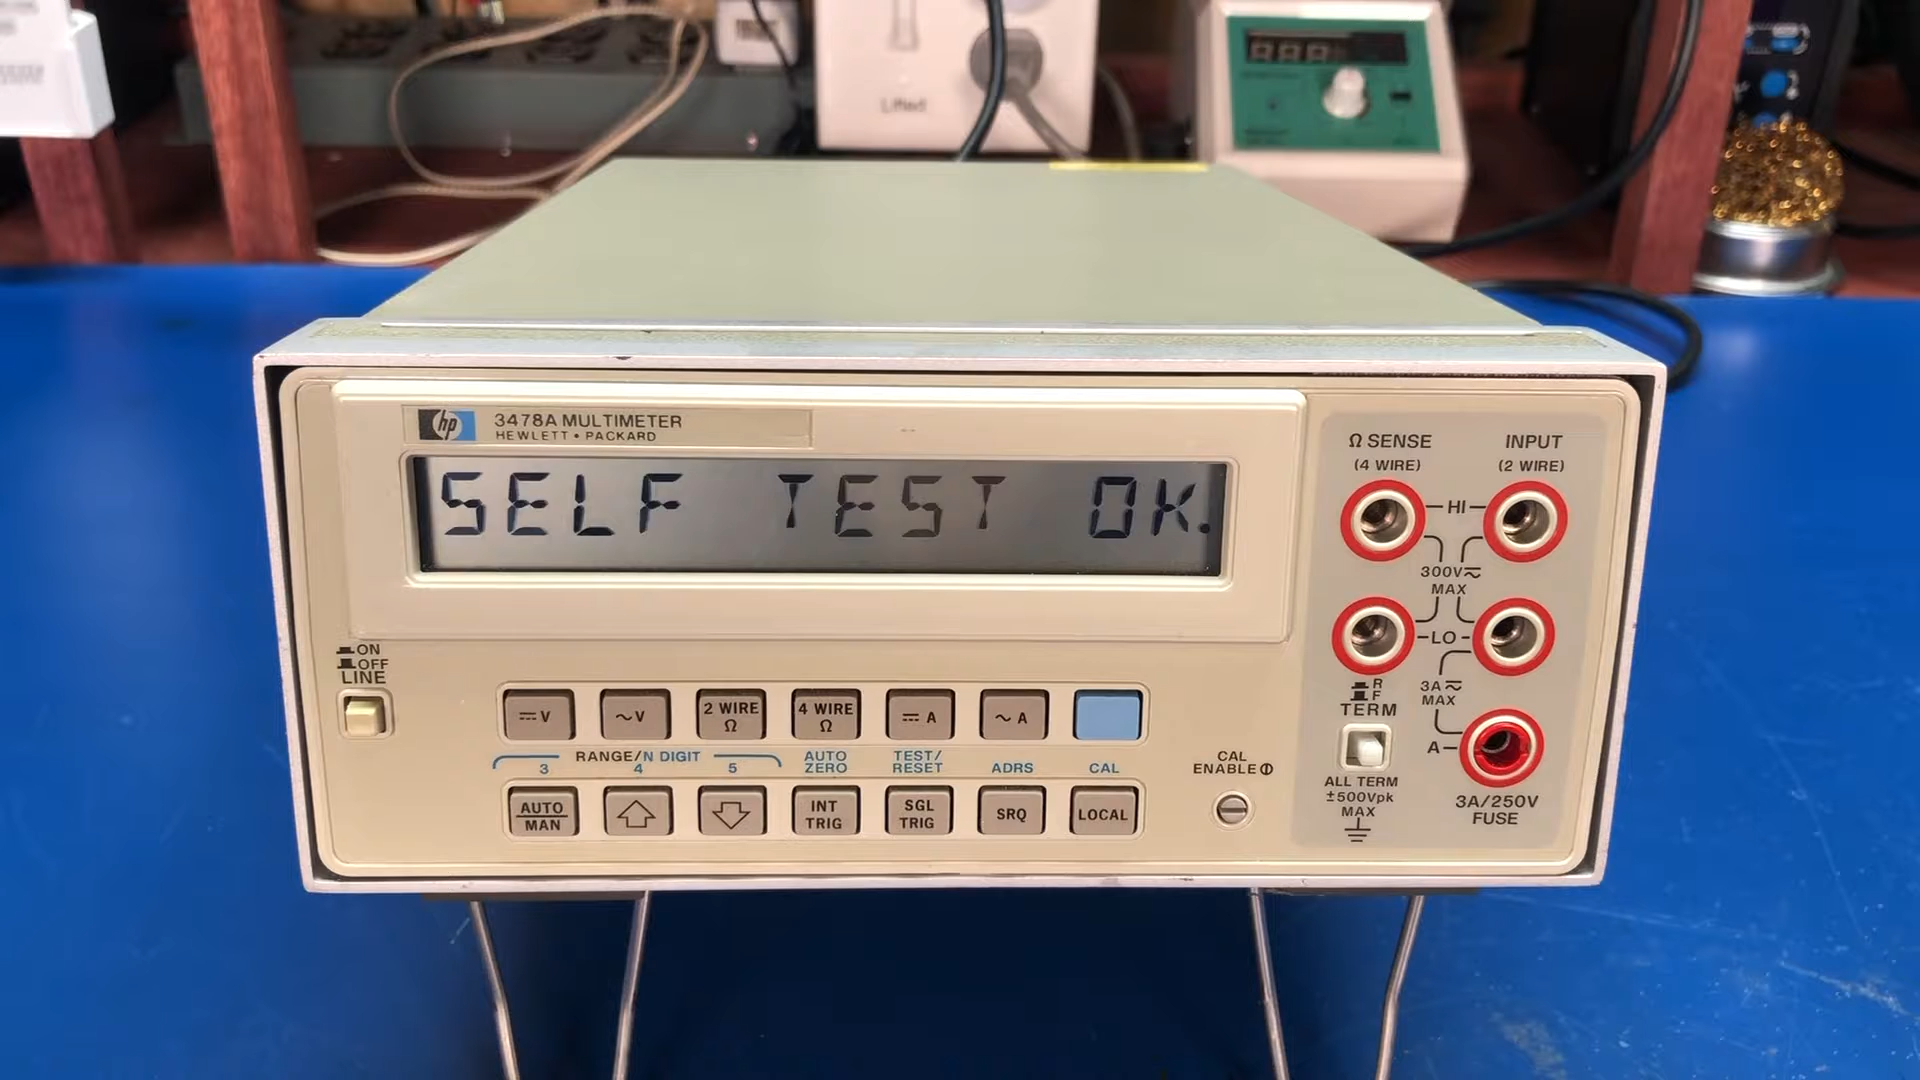 Lifted
hp
3478A MULTIMETER
HEWLETT • PACKARD
SELF TEST OK.
Ω SENSE
(4 WIRE)
INPUT
(2 WIRE)
HI
300V⏦
MAX
LO
3A⏦
MAX
A
R
F
TERM
ALL TERM
±500Vpk
MAX
3A/250V
FUSE
ON
OFF
LINE
⎓V
~V
2 WIRE
Ω
4 WIRE
Ω
⎓A
~A
RANGE/N DIGIT
3 4 5
AUTO
ZERO
TEST/
RESET
ADRS
CAL
CAL
ENABLE
AUTO
MAN
INT
TRIG
SGL
TRIG
SRQ
LOCAL